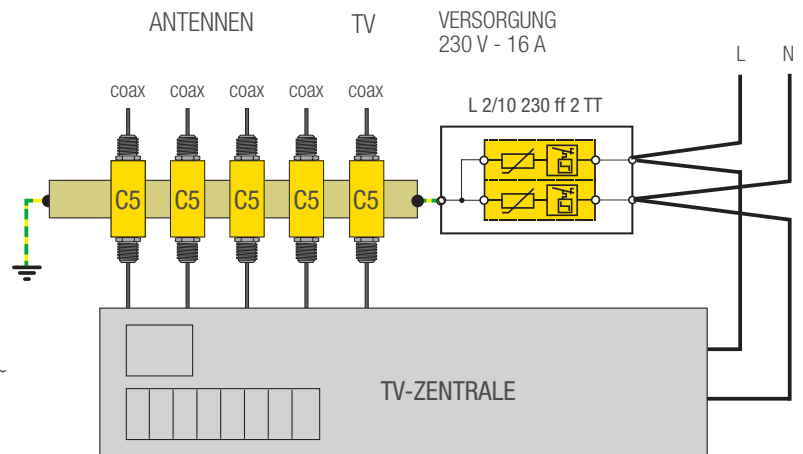 ANTENNEN
TV
VERSORGUNG
230 V - 16 A
L
N
coax
coax
coax
coax
coax
L 2/10 230 ff 2 TT
C5
C5
C5
C5
C5
TV-ZENTRALE
~